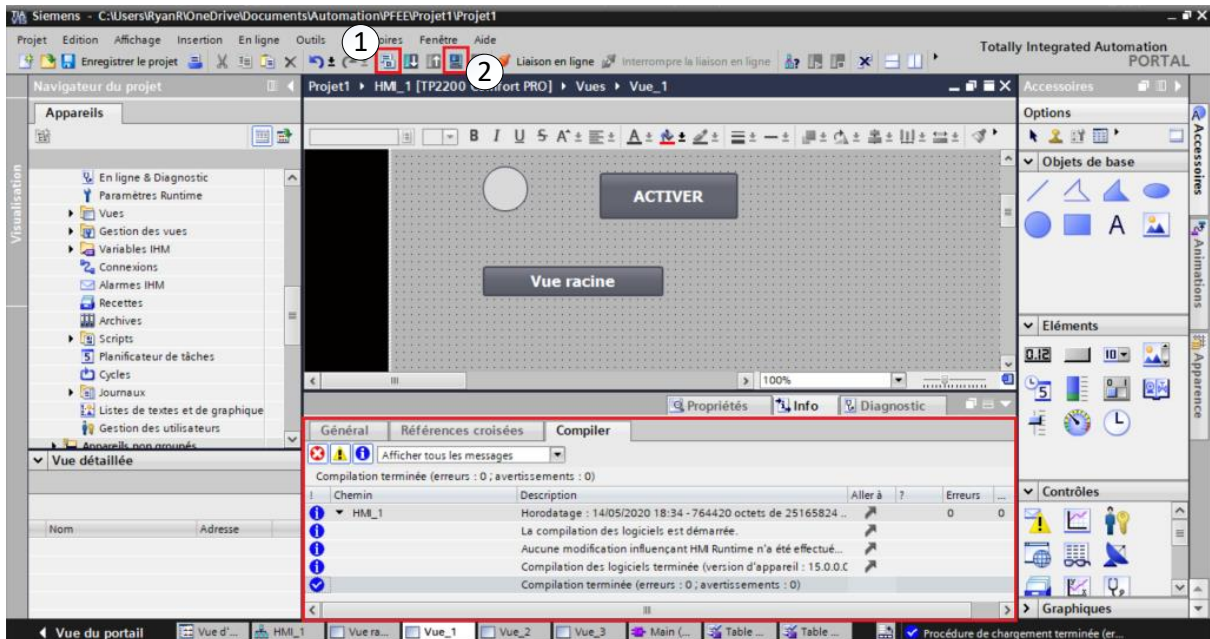 Siemens - C:\Users\RyanR\OneDrive\Documents\Automation\PFEE\Projet1\Projet1
Projet Edition Affichage Insertion En ligne Outils oires Fenêtre Aide
1
Totally Integrated Automation
PORTAL
Enregistrer le projet Liaison en ligne Interrompre la liaison en ligne
2
Navigateur du projet
Projet1 ▸ HMI_1 [TP2200 Comfort PRO] ▸ Vues ▸ Vue_1
Accessoires
Appareils
Options
B I U S A A
Visualisation
En ligne & Diagnostic
Paramètres Runtime
Vues
Gestion des vues
Variables IHM
Connexions
Alarmes IHM
Recettes
Archives
Scripts
Planificateur de tâches
Cycles
Journaux
Listes de textes et de graphique
Gestion des utilisateurs
Appareils non groupés
ACTIVER
Vue racine
100%
Objets de base
A
Eléments
0.12 10
5
Contrôles
Graphiques
Accessoires
Animations
Apparence
Propriétés Info Diagnostic
Général Références croisées Compiler
Afficher tous les messages
Compilation terminée (erreurs : 0 ; avertissements : 0)
! Chemin Description Aller à ? Erreurs ...
HMI_1 Horodatage : 14/05/2020 18:34 - 764420 octets de 25165824 .. 0 0
La compilation des logiciels est démarrée.
Aucune modification influençant HMI Runtime n'a été effectué...
Compilation des logiciels terminée (version d'appareil : 15.0.0.0
Compilation terminée (erreurs : 0 ; avertissements : 0)
Vue détaillée
Nom Adresse
Vue du portail Vue d'... HMI_1 Vue ra... Vue_1 Vue_2 Vue_3 Main (... Table ... Table ... Procédure de chargement terminée (er...